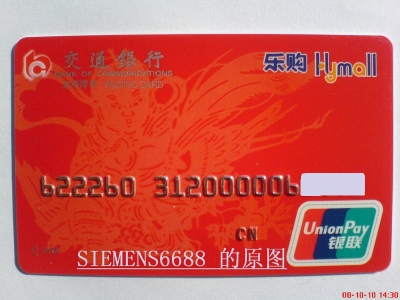 交通銀行 乐购 Hymall
BANK OF COMMUNICATIONS
622260 312000006
CN
UnionPay
银联
SIEMENS6688 的原图
08-10-10 14:30